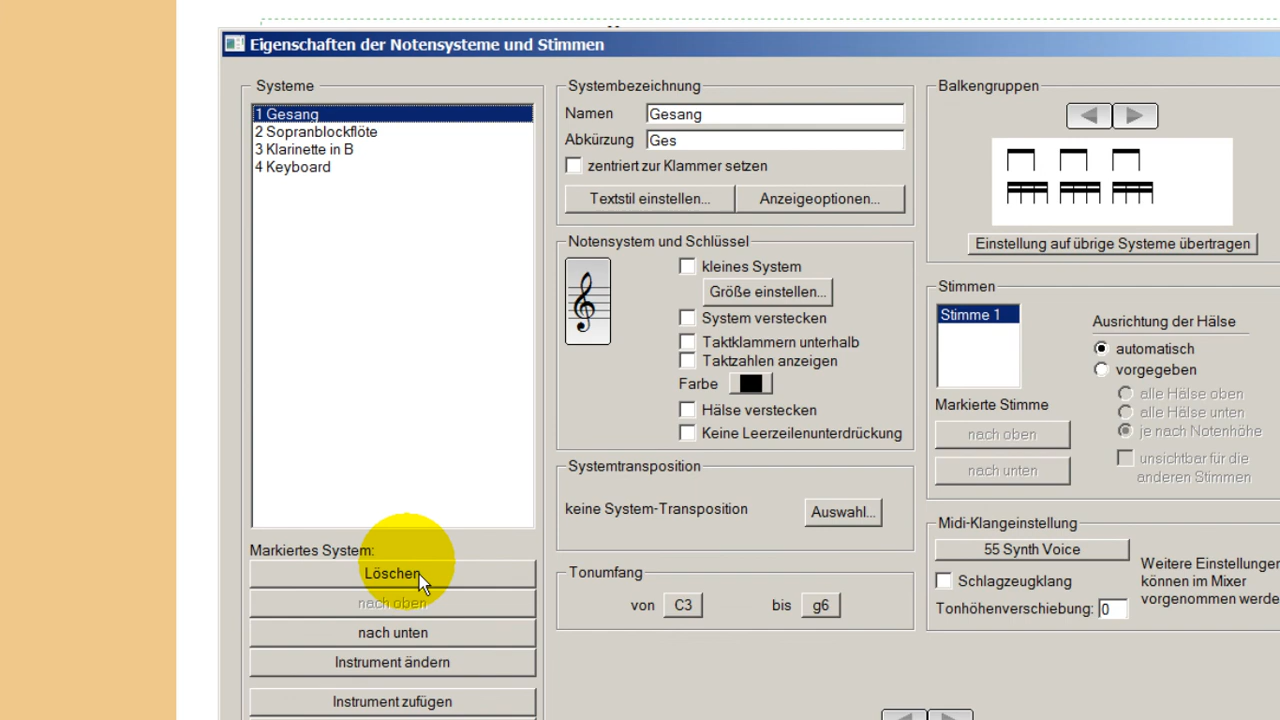 Eigenschaften der Notensysteme und Stimmen
Systeme
1 Gesang
2 Sopranblockflöte
3 Klarinette in B
4 Keyboard
Markiertes System:
Löschen
nach oben
nach unten
Instrument ändern
Instrument zufügen
Systembezeichnung
Namen Gesang
Abkürzung Ges
zentriert zur Klammer setzen
Textstil einstellen... Anzeigeoptionen...
Notensystem und Schlüssel
kleines System
Größe einstellen...
System verstecken
Taktklammern unterhalb
Taktzahlen anzeigen
Farbe
Hälse verstecken
Keine Leerzeilenunterdrückung
Systemtransposition
keine System-Transposition Auswahl...
Tonumfang
von C3 bis g6
Balkengruppen
Einstellung auf übrige Systeme übertragen
Stimmen
Stimme 1
Markierte Stimme
nach oben
nach unten
Ausrichtung der Hälse
automatisch
vorgegeben
alle Hälse oben
alle Hälse unten
je nach Notenhöhe
unsichtbar für die
anderen Stimmen
Midi-Klangeinstellung
55 Synth Voice
Schlagzeugklang
Tonhöhenverschiebung: 0
Weitere Einstellungen
können im Mixer
vorgenommen werde